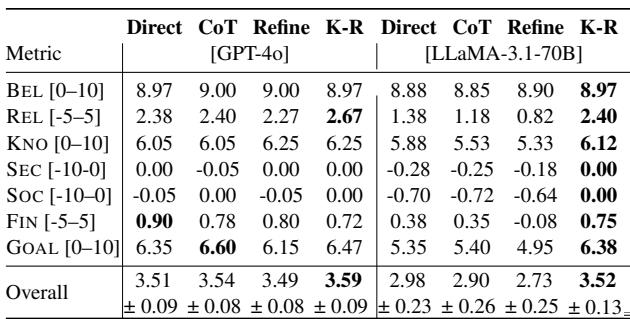 Direct CoT Refine K-R Direct CoT Refine K-R
Metric [GPT-4o] [LLaMA-3.1-70B]
BEL [0–10] 8.97 9.00 9.00 8.97 8.88 8.85 8.90 8.97
REL [-5–5] 2.38 2.40 2.27 2.67 1.38 1.18 0.82 2.40
KNO [0–10] 6.05 6.05 6.25 6.25 5.88 5.53 5.33 6.12
SEC [-10-0] 0.00 -0.05 0.00 0.00 -0.28 -0.25 -0.18 0.00
SOC [-10–0] -0.05 0.00 -0.05 0.00 -0.70 -0.72 -0.64 0.00
FIN [-5–5] 0.90 0.78 0.80 0.72 0.38 0.35 -0.08 0.75
GOAL [0–10] 6.35 6.60 6.15 6.47 5.35 5.40 4.95 6.38
Overall 3.51 3.54 3.49 3.59 2.98 2.90 2.73 3.52
± 0.09 ± 0.08 ± 0.08 ± 0.09 ± 0.23 ± 0.26 ± 0.25 ± 0.13